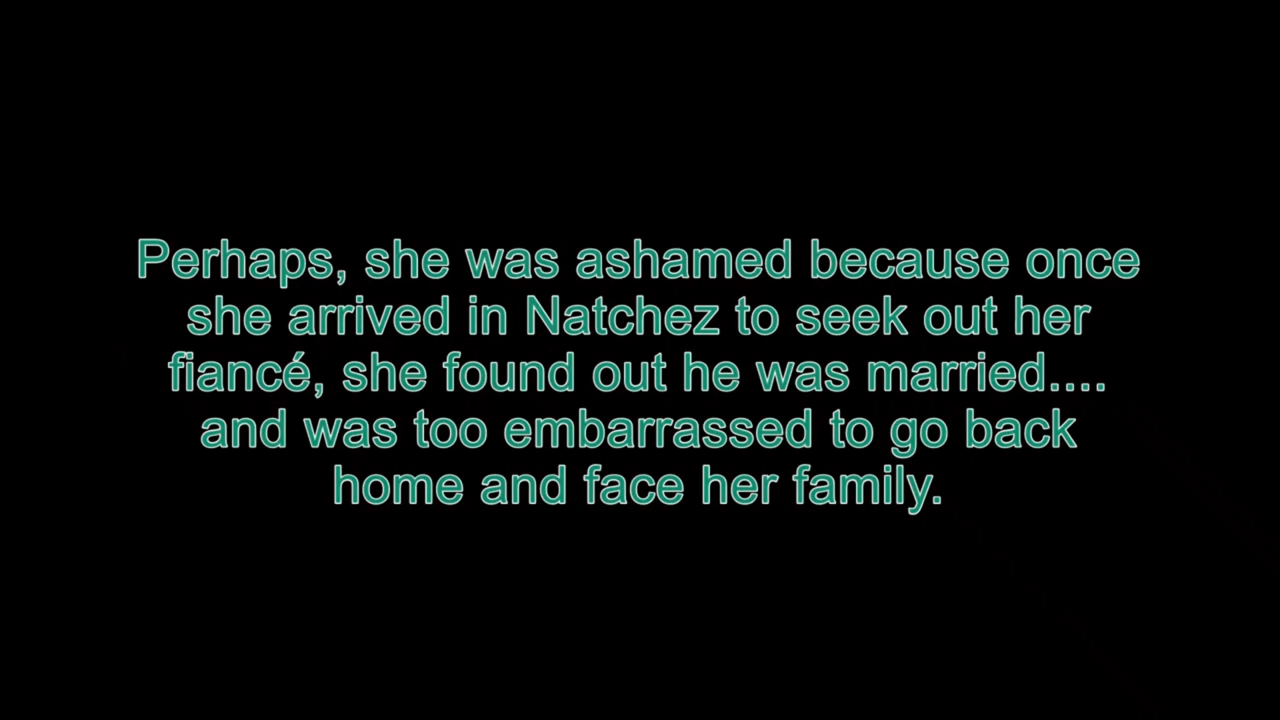 Perhaps, she was ashamed because once
she arrived in Natchez to seek out her
fiancé, she found out he was married....
and was too embarrassed to go back
home and face her family.